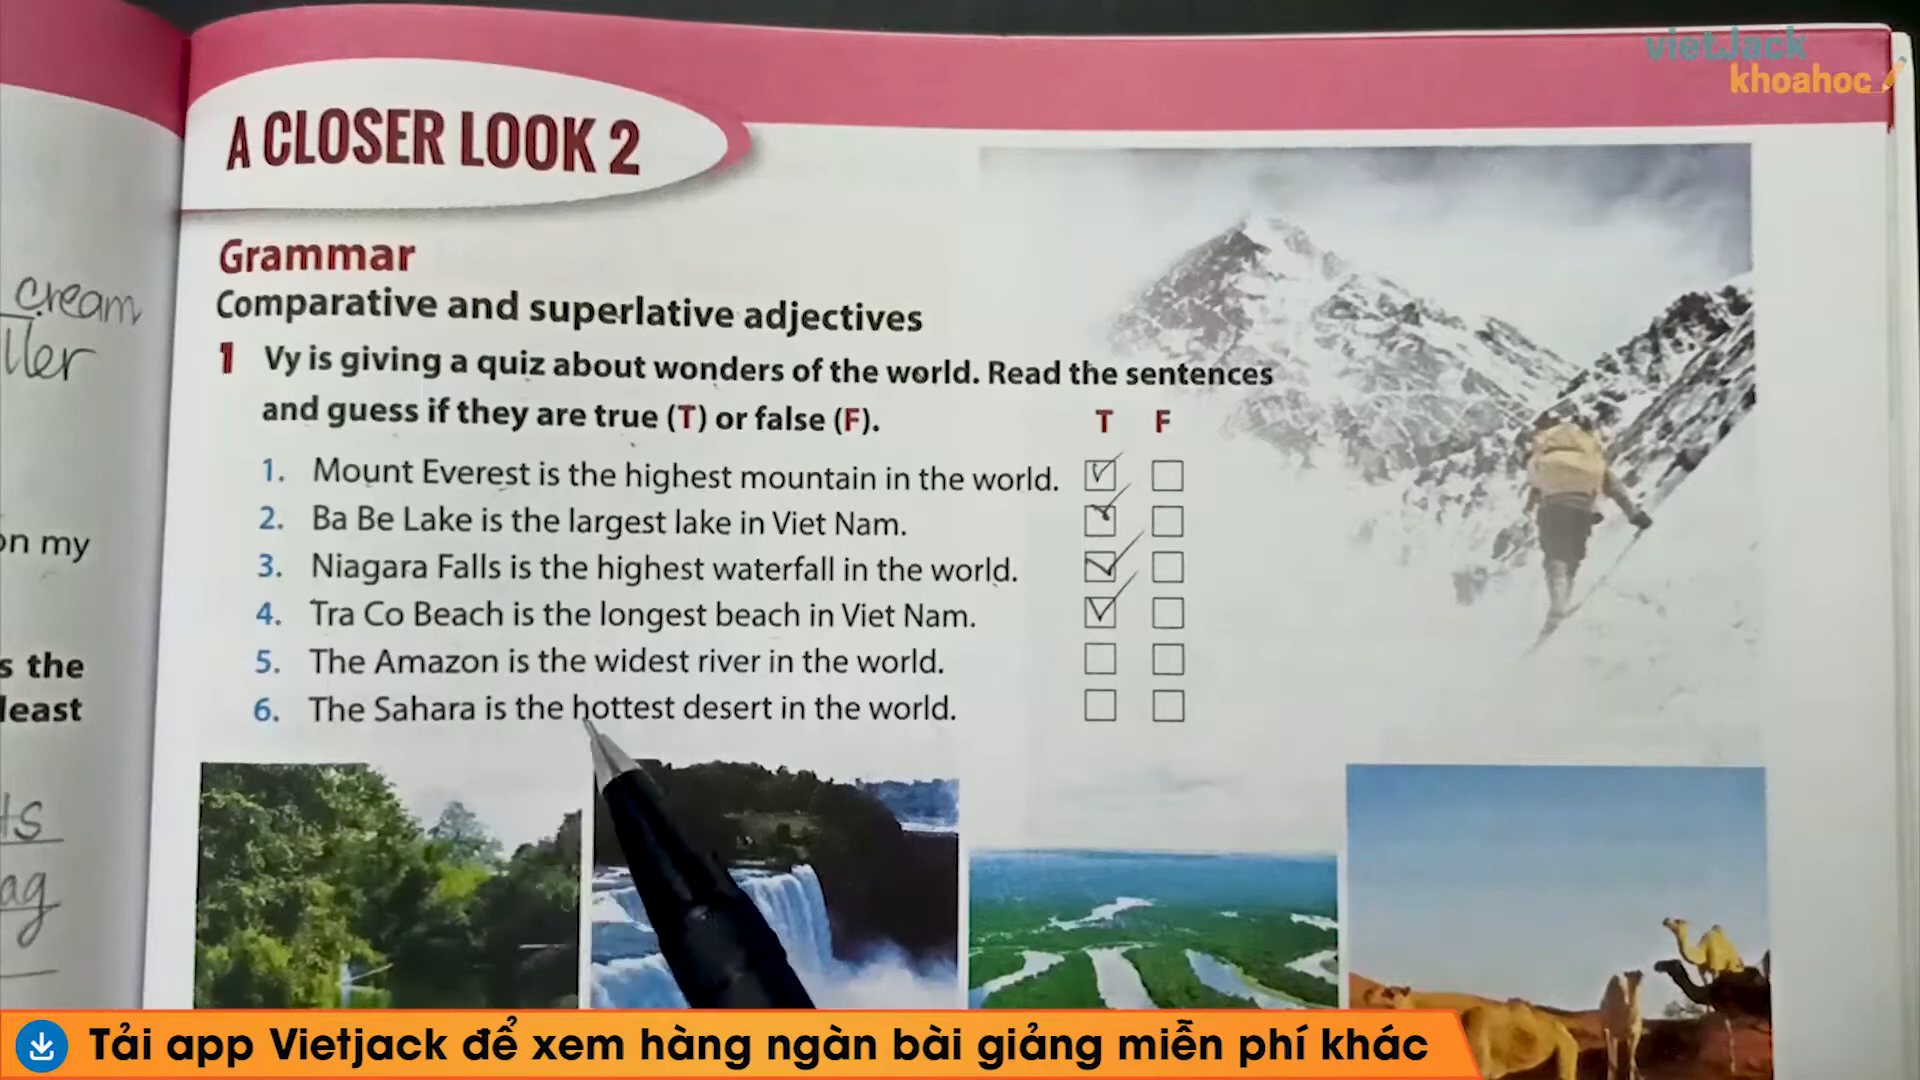 vietJack
khoahoc
A CLOSER LOOK 2
Grammar
Comparative and superlative adjectives
1 Vy is giving a quiz about wonders of the world. Read the sentences
and guess if they are true (T) or false (F).
T F
1. Mount Everest is the highest mountain in the world.
2. Ba Be Lake is the largest lake in Viet Nam.
3. Niagara Falls is the highest waterfall in the world.
4. Tra Co Beach is the longest beach in Viet Nam.
5. The Amazon is the widest river in the world.
6. The Sahara is the hottest desert in the world.
cream
ller
on my
s the
least
ts
ag
Tải app Vietjack để xem hàng ngàn bài giảng miễn phí khác